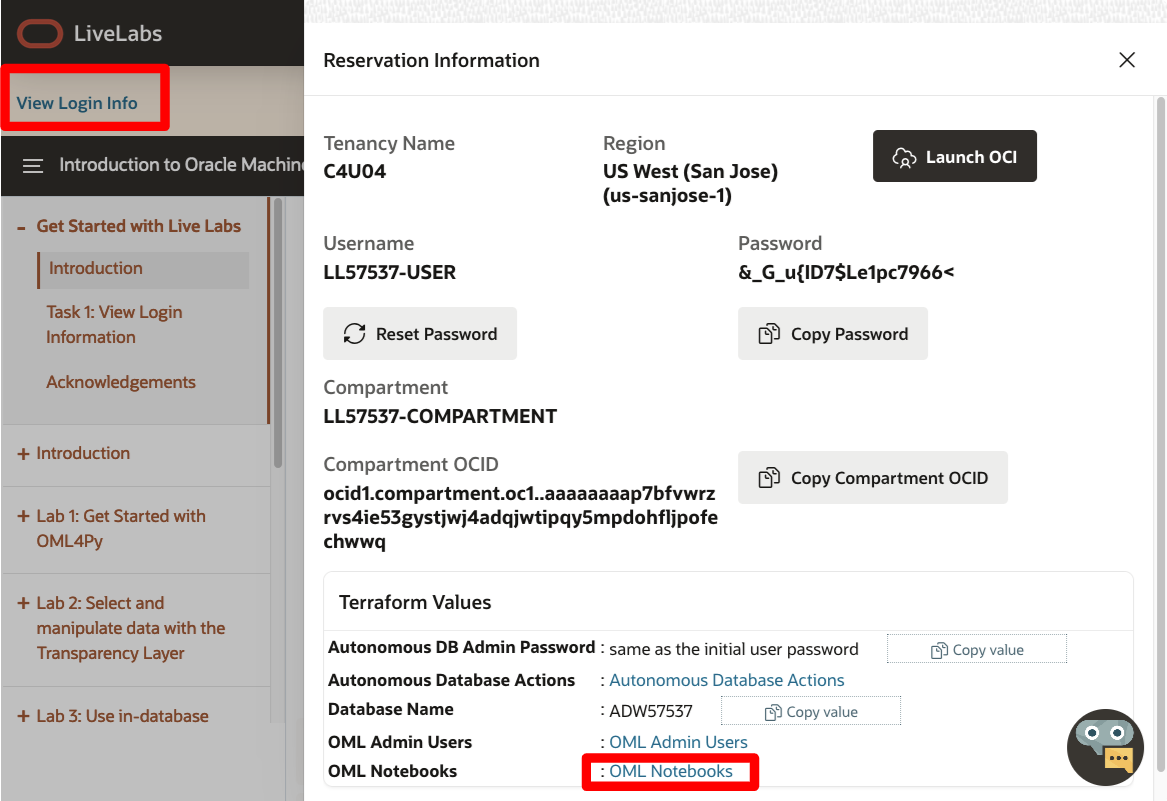 LiveLabs
View Login Info
Introduction to Oracle Machin
Get Started with Live Labs
Introduction
Task 1: View Login
Information
Acknowledgements
+ Introduction
+ Lab 1: Get Started with
OML4Py
+ Lab 2: Select and
manipulate data with the
Transparency Layer
+ Lab 3: Use in-database
Reservation Information
Tenancy Name
C4U04
Region
US West (San Jose)
(us-sanjose-1)
Launch OCI
Username
LL57537-USER
Password
&_G_u{ID7$Le1pc7966<
Reset Password
Copy Password
Compartment
LL57537-COMPARTMENT
Compartment OCID
ocid1.compartment.oc1..aaaaaaaap7bfvwrz
rvs4ie53gystjwj4adqjwtipqy5mpdohfljpofe
chwwq
Copy Compartment OCID
Terraform Values
Autonomous DB Admin Password : same as the initial user password Copy value
Autonomous Database Actions : Autonomous Database Actions
Database Name : ADW57537 Copy value
OML Admin Users : OML Admin Users
OML Notebooks : OML Notebooks